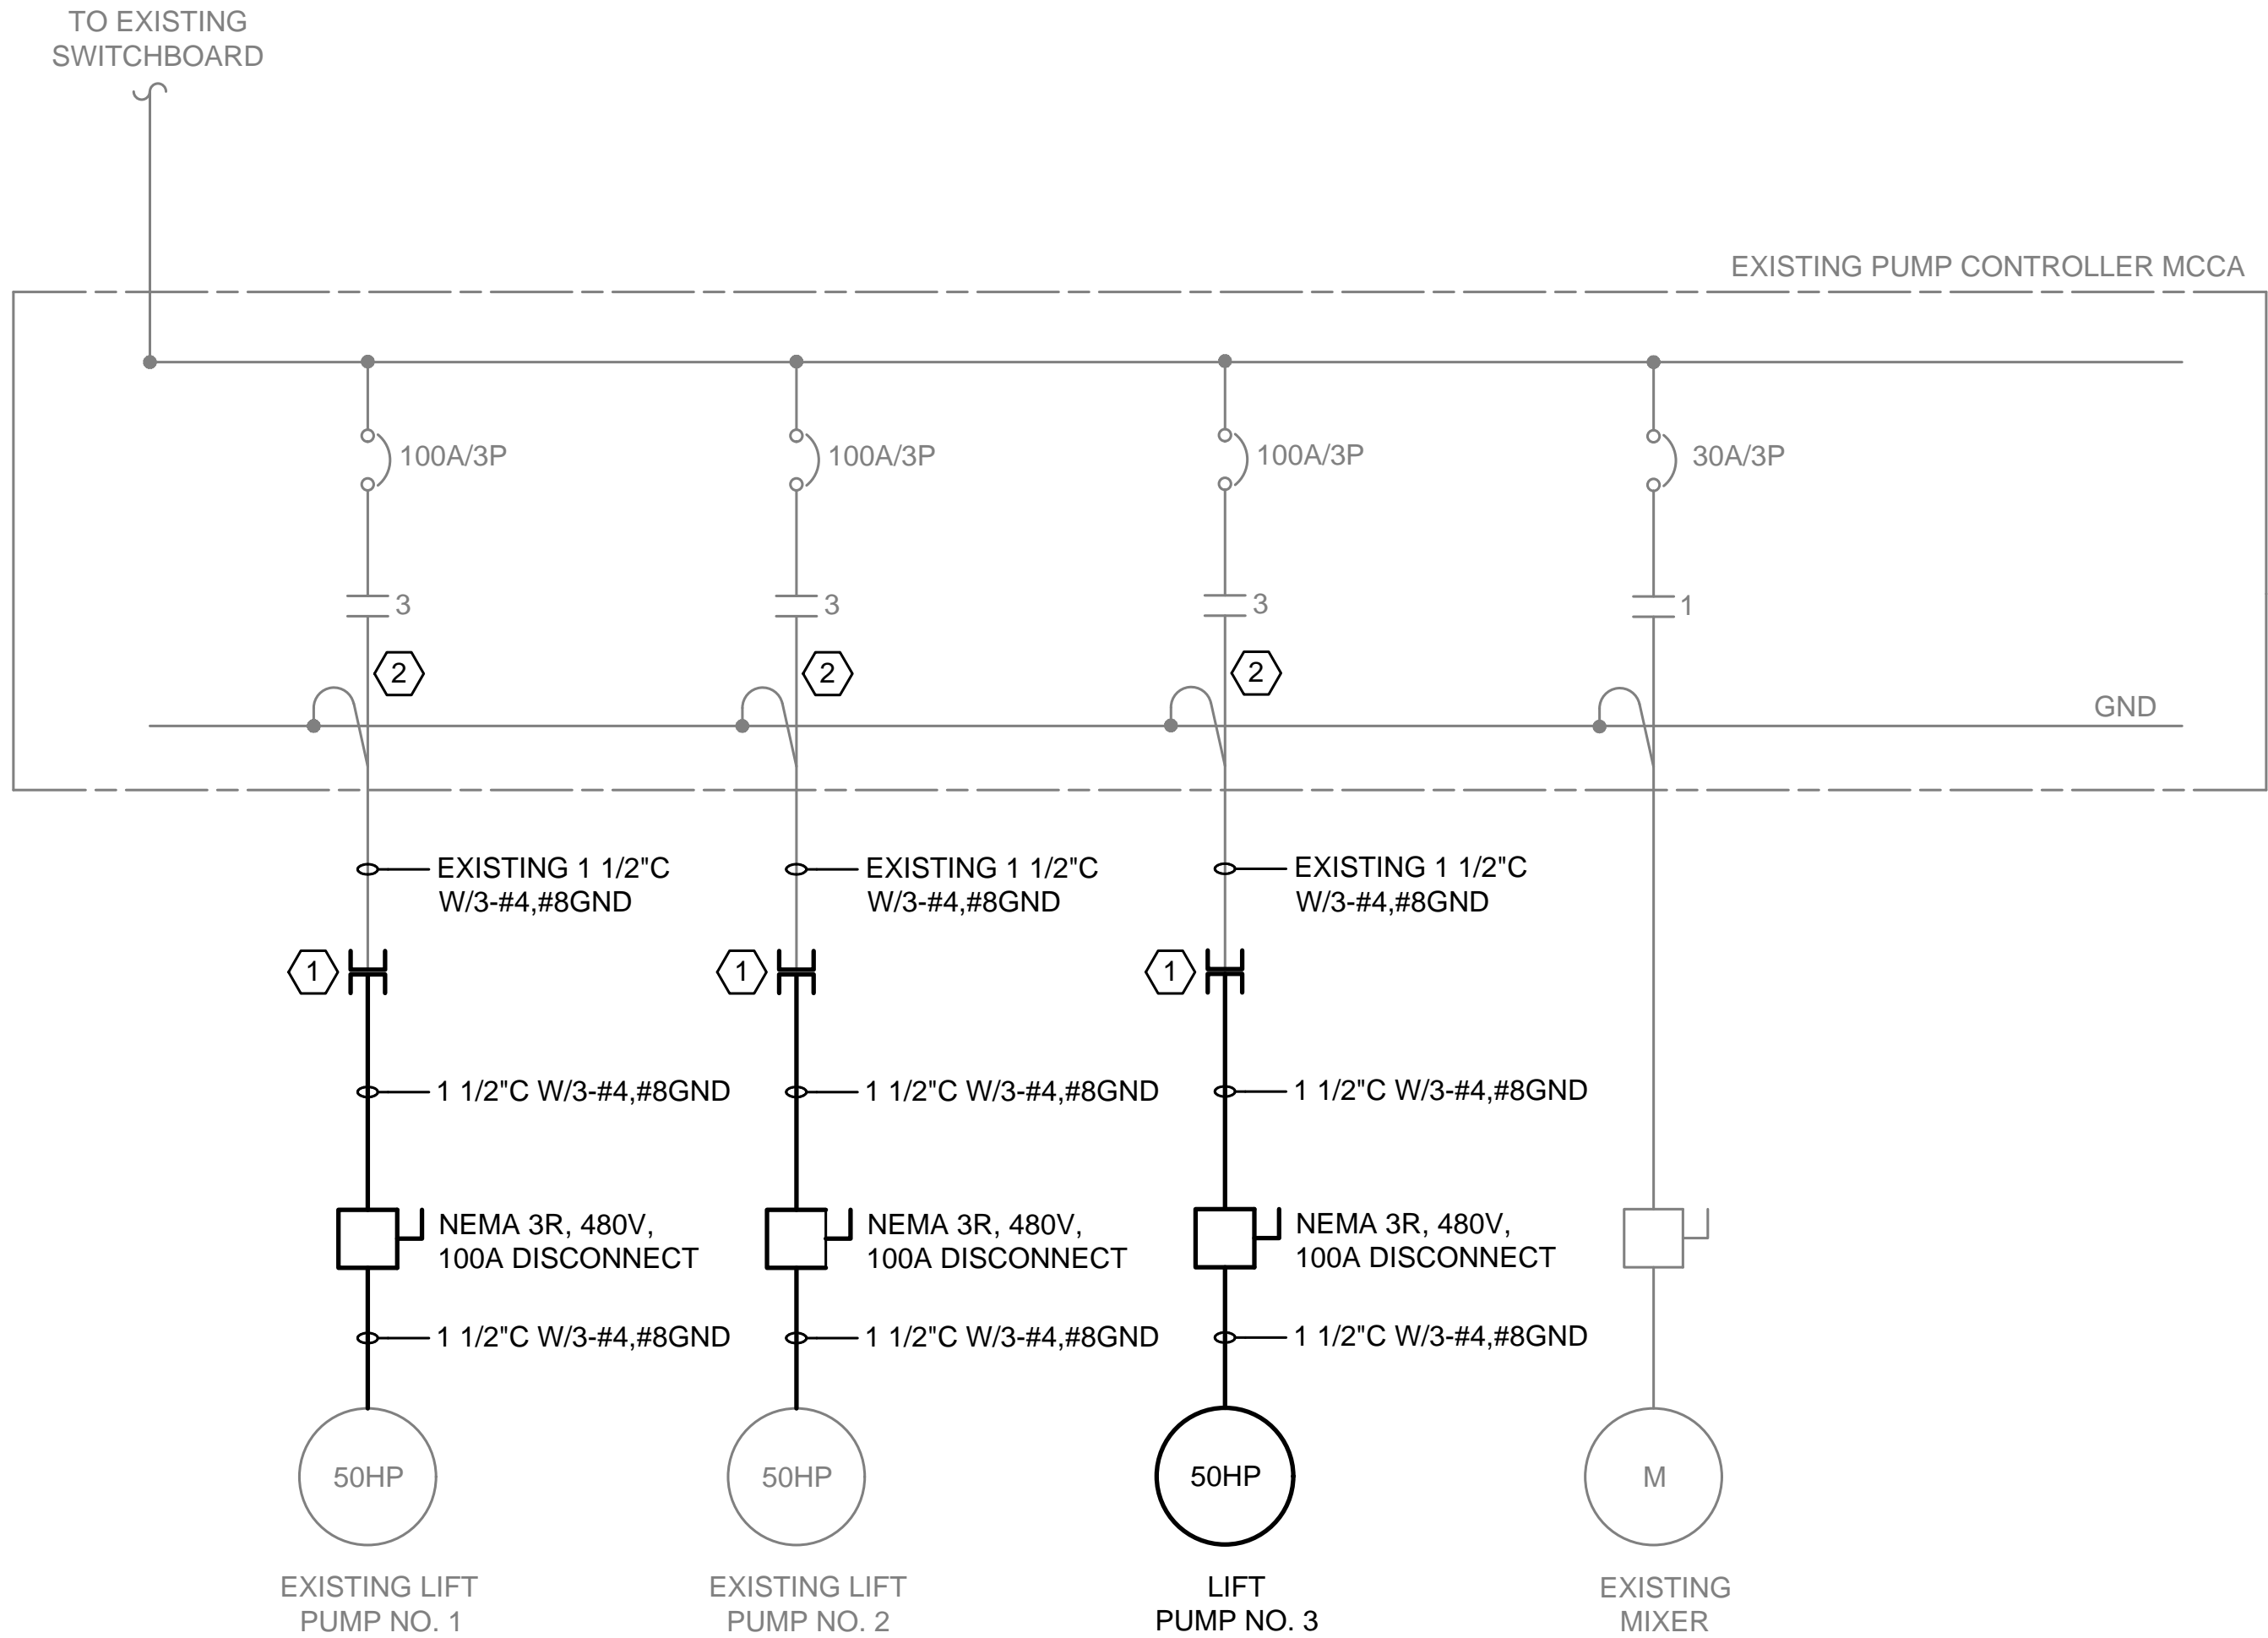 TO EXISTING
SWITCHBOARD
EXISTING PUMP CONTROLLER MCCA
100A/3P
100A/3P
100A/3P
30A/3P
3
3
3
1
2
2
2
GND
EXISTING 1 1/2"C
W/3-#4,#8GND
EXISTING 1 1/2"C
W/3-#4,#8GND
EXISTING 1 1/2"C
W/3-#4,#8GND
1
1
1
1 1/2"C W/3-#4,#8GND
1 1/2"C W/3-#4,#8GND
1 1/2"C W/3-#4,#8GND
NEMA 3R, 480V,
100A DISCONNECT
NEMA 3R, 480V,
100A DISCONNECT
NEMA 3R, 480V,
100A DISCONNECT
1 1/2"C W/3-#4,#8GND
1 1/2"C W/3-#4,#8GND
1 1/2"C W/3-#4,#8GND
50HP
50HP
50HP
M
EXISTING LIFT
PUMP NO. 1
EXISTING LIFT
PUMP NO. 2
LIFT
PUMP NO. 3
EXISTING
MIXER